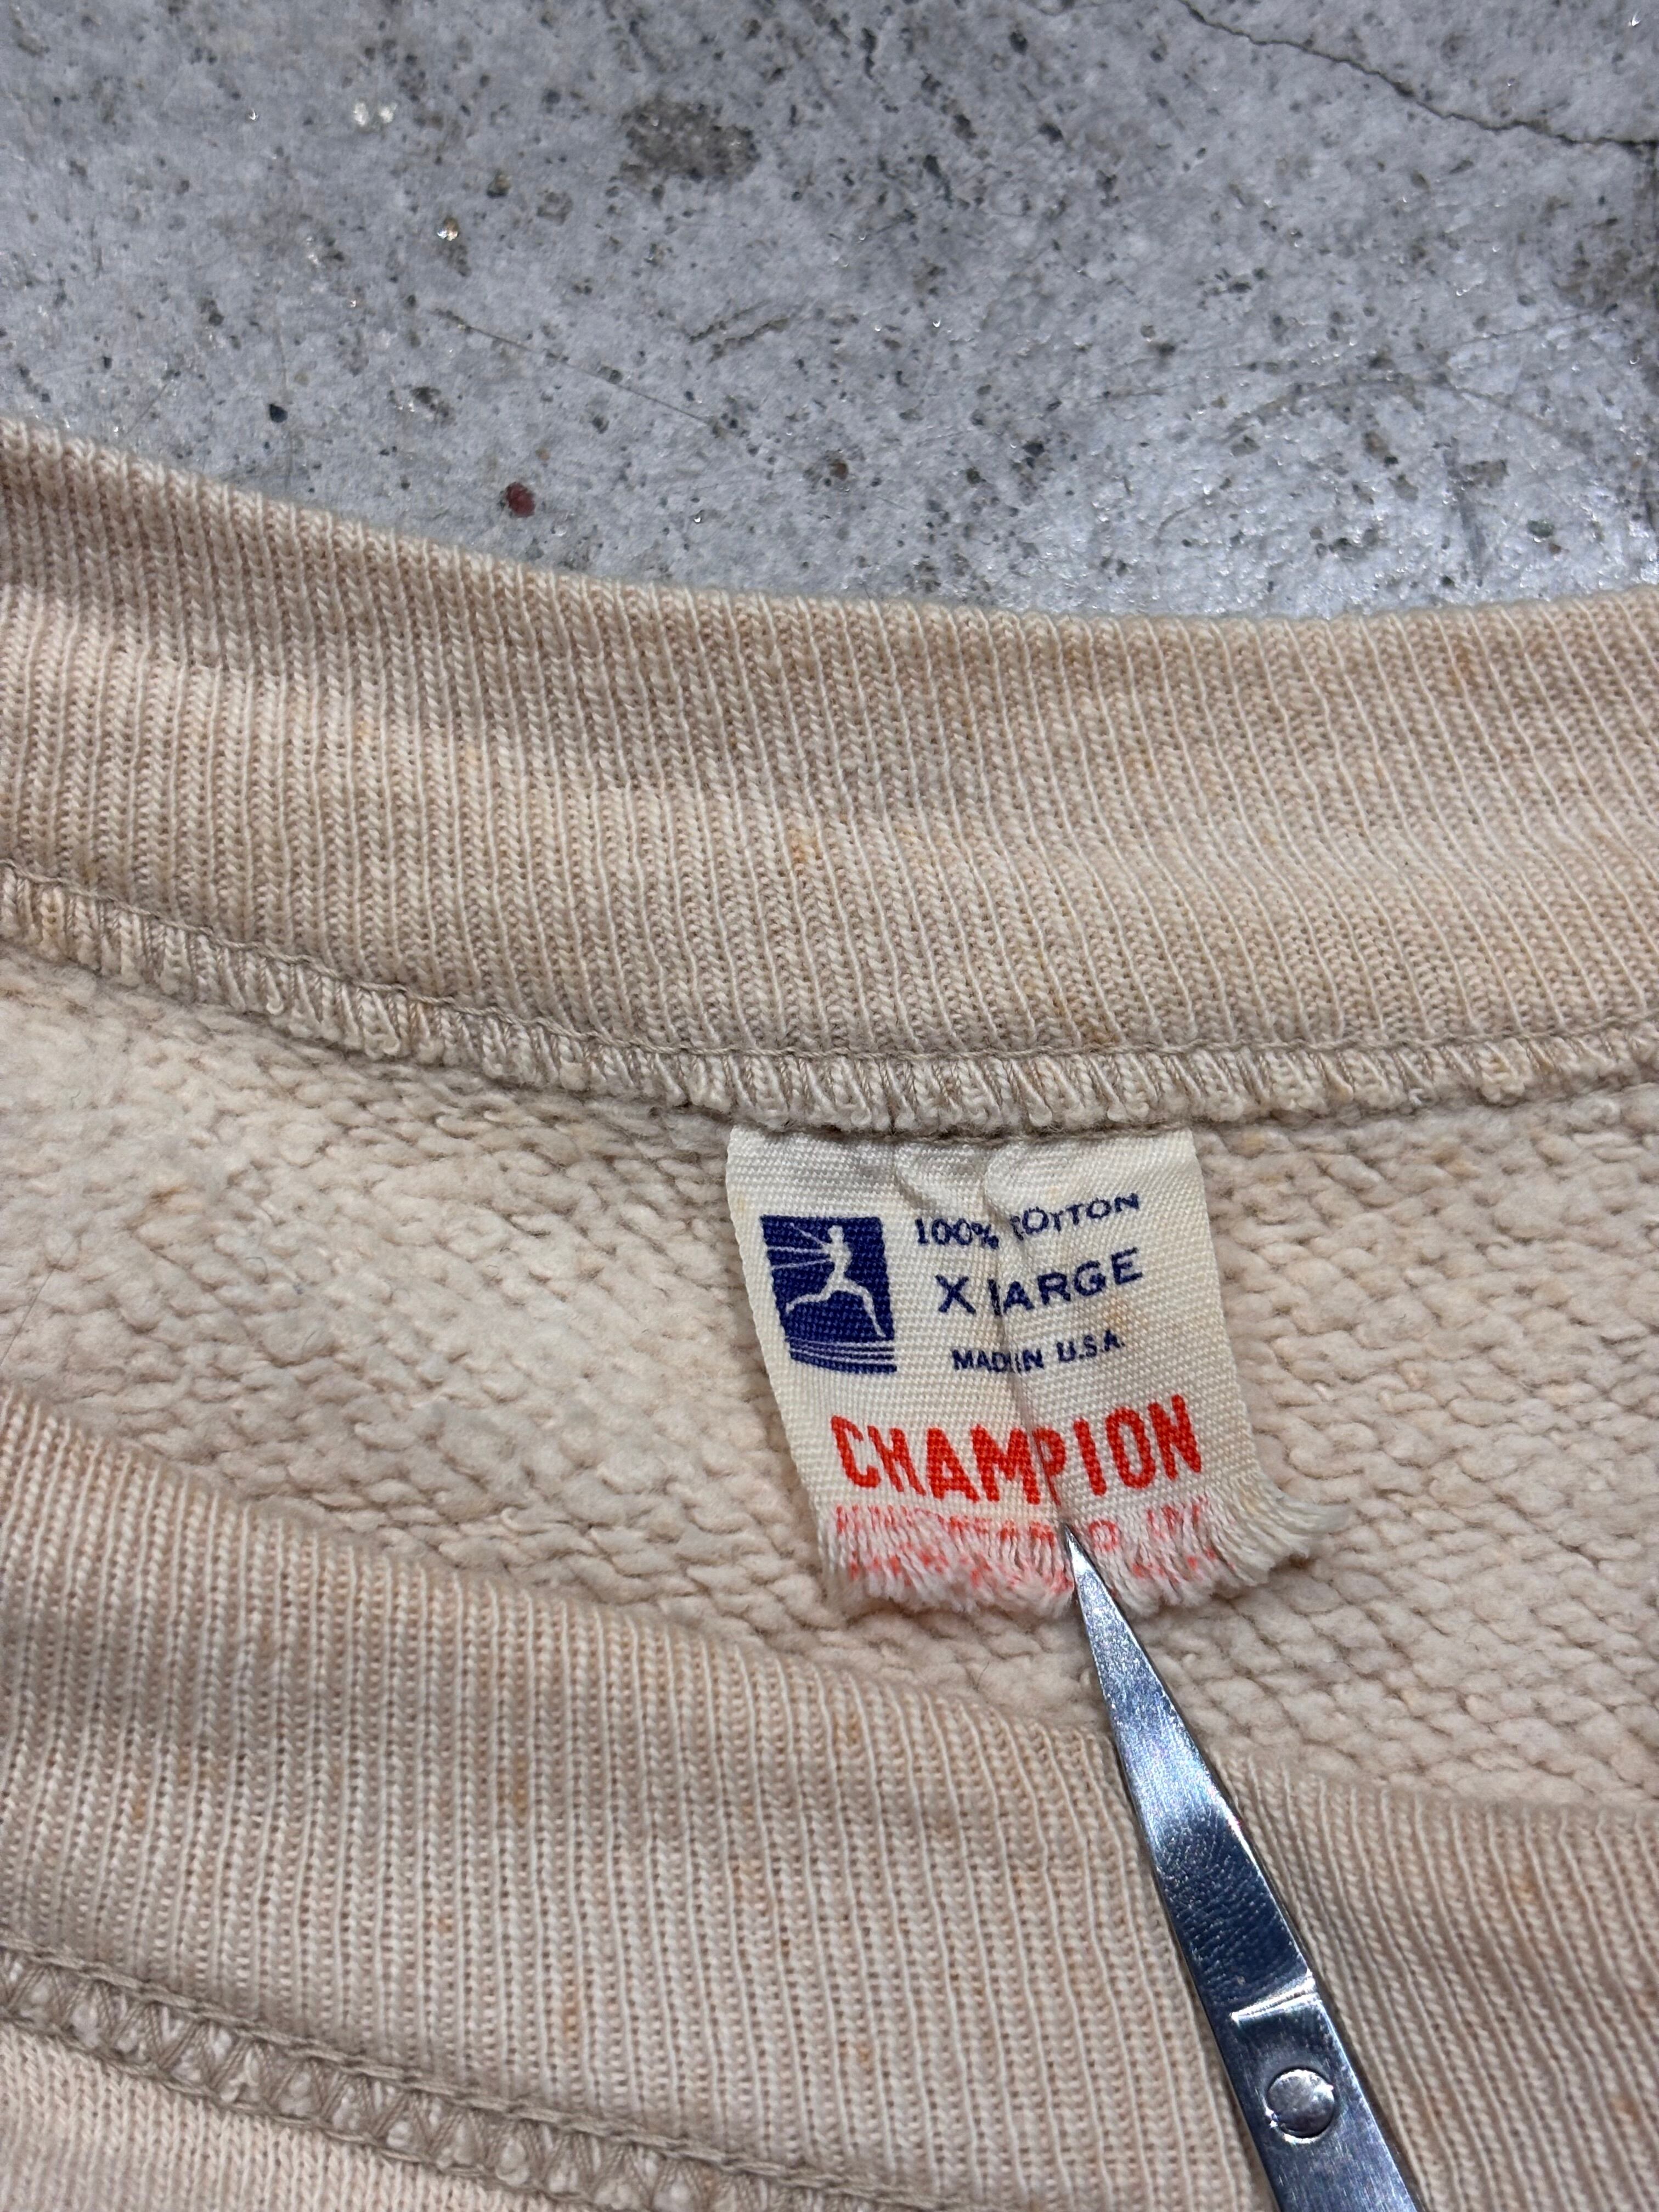 100% COTTON
X LARGE
MADE IN U.S.A.
CHAMPION